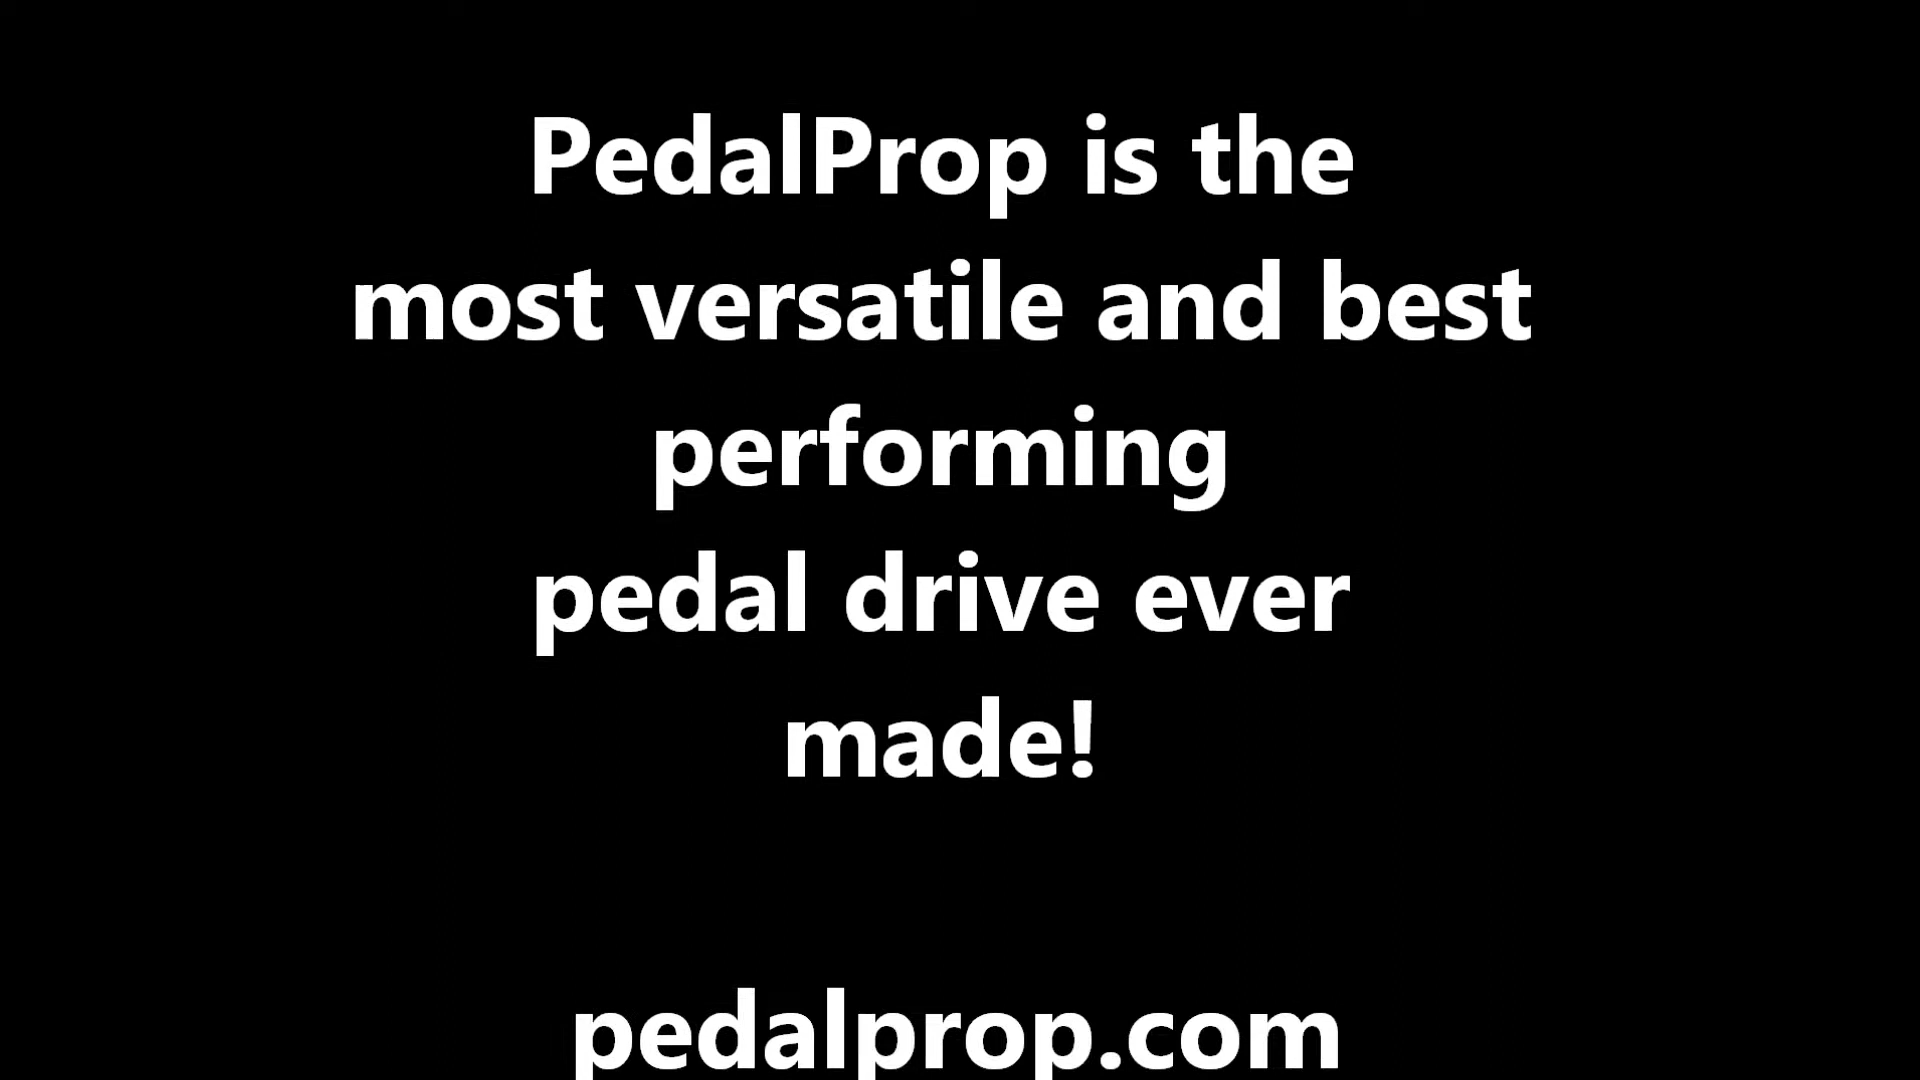 PedalProp is the
most versatile and best
performing
pedal drive ever
made!
pedalprop.com